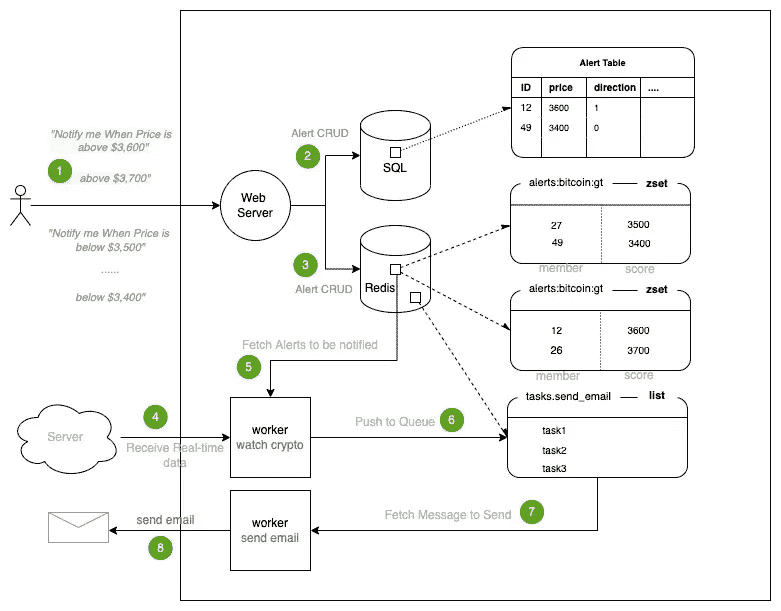 "Notify me When Price is
above $3,600"
1
above $3,700"
"Notify me When Price is
below $3,500"
......
below $3,400"
Web
Server
Alert CRUD
2
SQL
3
Alert CRUD
Redis
Alert Table
ID price direction ....
12 3600 1
49 3400 0
alerts:bitcoin:gt zset
27 3500
49 3400
member score
alerts:bitcoin:gt zset
12 3600
26 3700
member score
Fetch Alerts to be notified
5
Server
4
Receive Real-time
data
worker
watch crypto
Push to Queue 6
tasks.send_email list
task1
task2
task3
Fetch Message to Send 7
worker
send email
send email
8